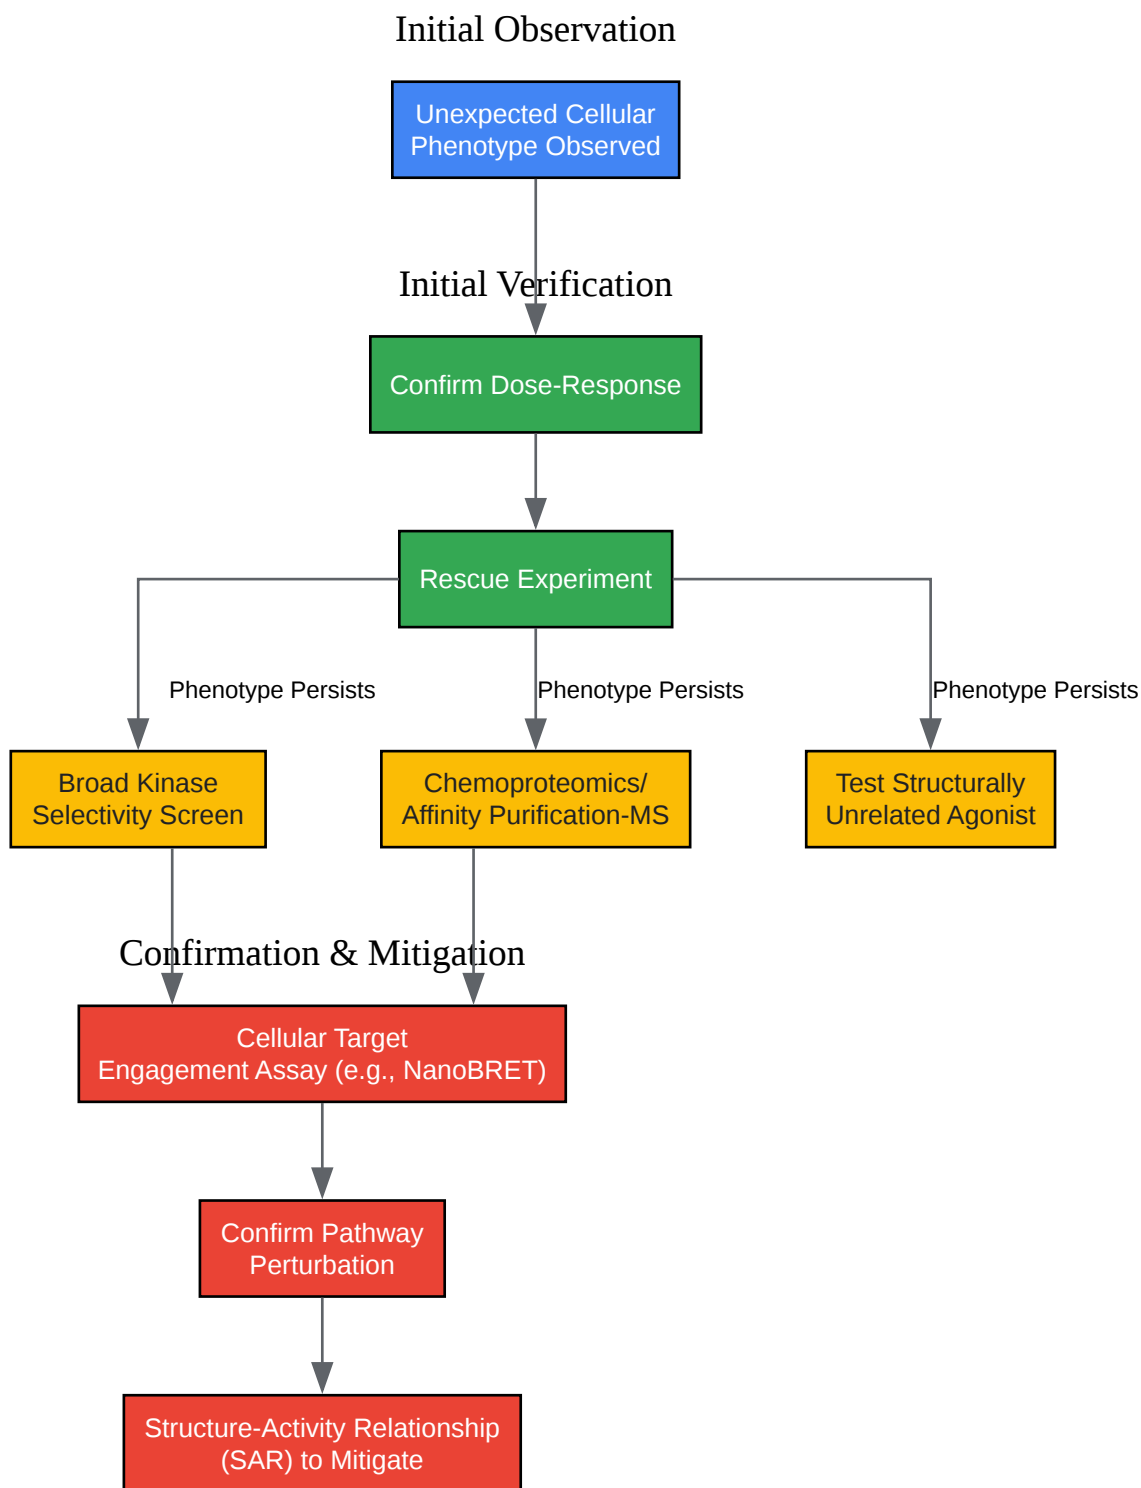 Initial Observation
Unexpected Cellular
Phenotype Observed
Initial Verification
Confirm Dose-Response
Rescue Experiment
Phenotype Persists
Phenotype Persists
Phenotype Persists
Broad Kinase
Selectivity Screen
Chemoproteomics/
Affinity Purification-MS
Test Structurally
Unrelated Agonist
Confirmation & Mitigation
Cellular Target
Engagement Assay (e.g., NanoBRET)
Confirm Pathway
Perturbation
Structure-Activity Relationship
(SAR) to Mitigate